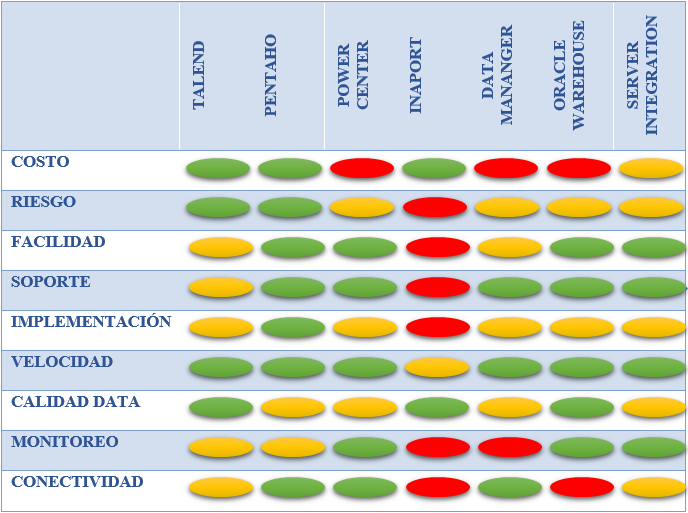 TALEND
PENTAHO
POWER
CENTER
INAPORT
DATA
MANANGER
ORACLE
WAREHOUSE
SERVER
INTEGRATION
COSTO
RIESGO
FACILIDAD
SOPORTE
IMPLEMENTACIÓN
VELOCIDAD
CALIDAD DATA
MONITOREO
CONECTIVIDAD